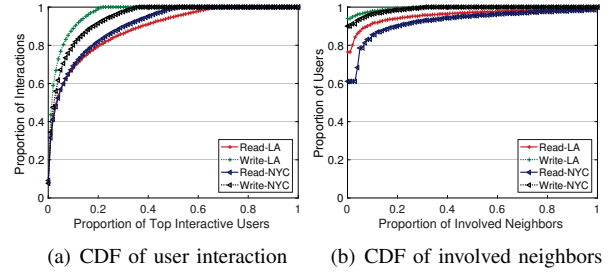 Proportion of Interactions
1
0.8
0.6
0.4
0.2
0
0 0.2 0.4 0.6 0.8 1
Proportion of Top Interactive Users
Read-LA
Write-LA
Read-NYC
Write-NYC
(a) CDF of user interaction
Proportion of Users
1
0.8
0.6
0.4
0.2
0
0 0.2 0.4 0.6 0.8 1
Proportion of Involved Neighbors
Read-LA
Write-LA
Read-NYC
Write-NYC
(b) CDF of involved neighbors